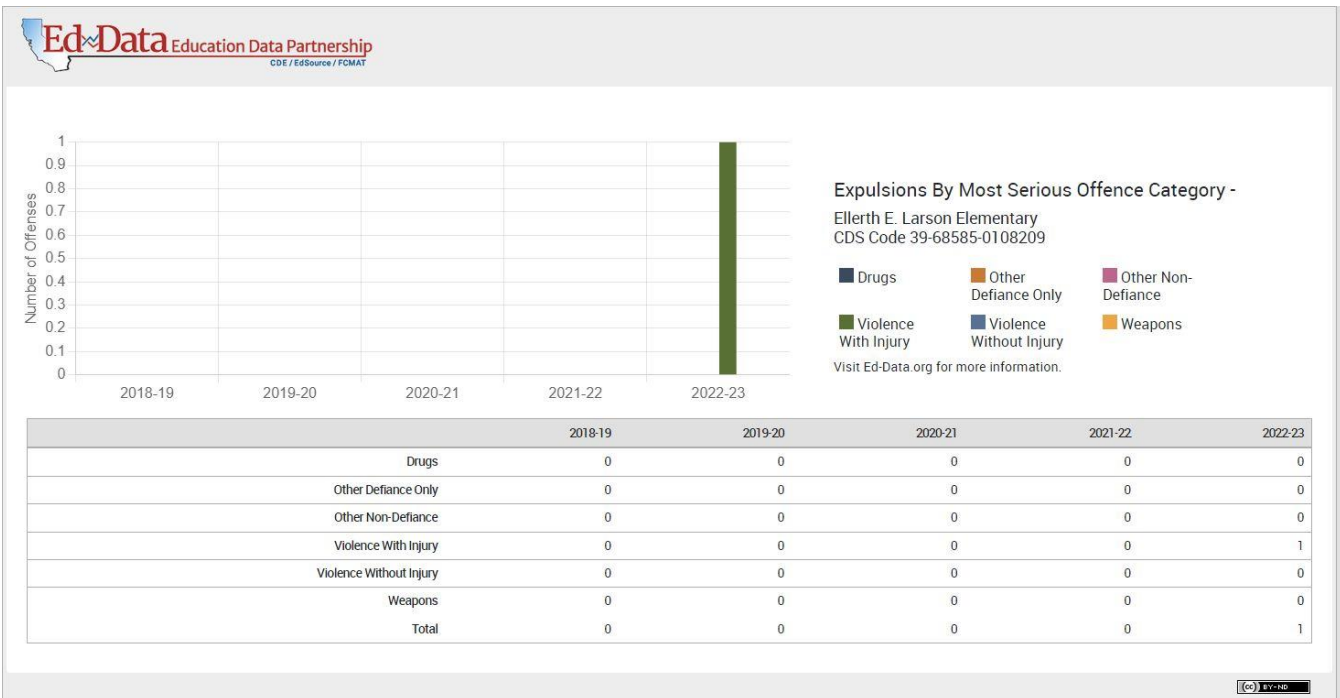 Ed Data Education Data Partnership
CDE / EdSource / FCMAT
Number of Offenses
1
0.9
0.8
0.7
0.6
0.5
0.4
0.3
0.2
0.1
0
2018-19 2019-20 2020-21 2021-22 2022-23
Expulsions By Most Serious Offence Category -
Ellerth E. Larson Elementary
CDS Code 39-68585-0108209
Drugs
Other Defiance Only
Other Non-Defiance
Violence With Injury
Violence Without Injury
Weapons
Visit Ed-Data.org for more information.
2018-19 2019-20 2020-21 2021-22 2022-23
Drugs 0 0 0 0 0
Other Defiance Only 0 0 0 0 0
Other Non-Defiance 0 0 0 0 0
Violence With Injury 0 0 0 0 1
Violence Without Injury 0 0 0 0 0
Weapons 0 0 0 0 0
Total 0 0 0 0 1
(cc) BY-ND